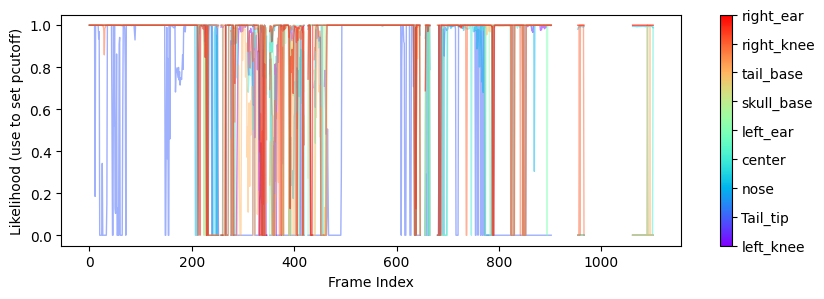 Likelihood (use to set pcutoff)
1.0
0.8
0.6
0.4
0.2
0.0
0
200
400
600
800
1000
Frame Index
right_ear
right_knee
tail_base
skull_base
left_ear
center
nose
Tail_tip
left_knee